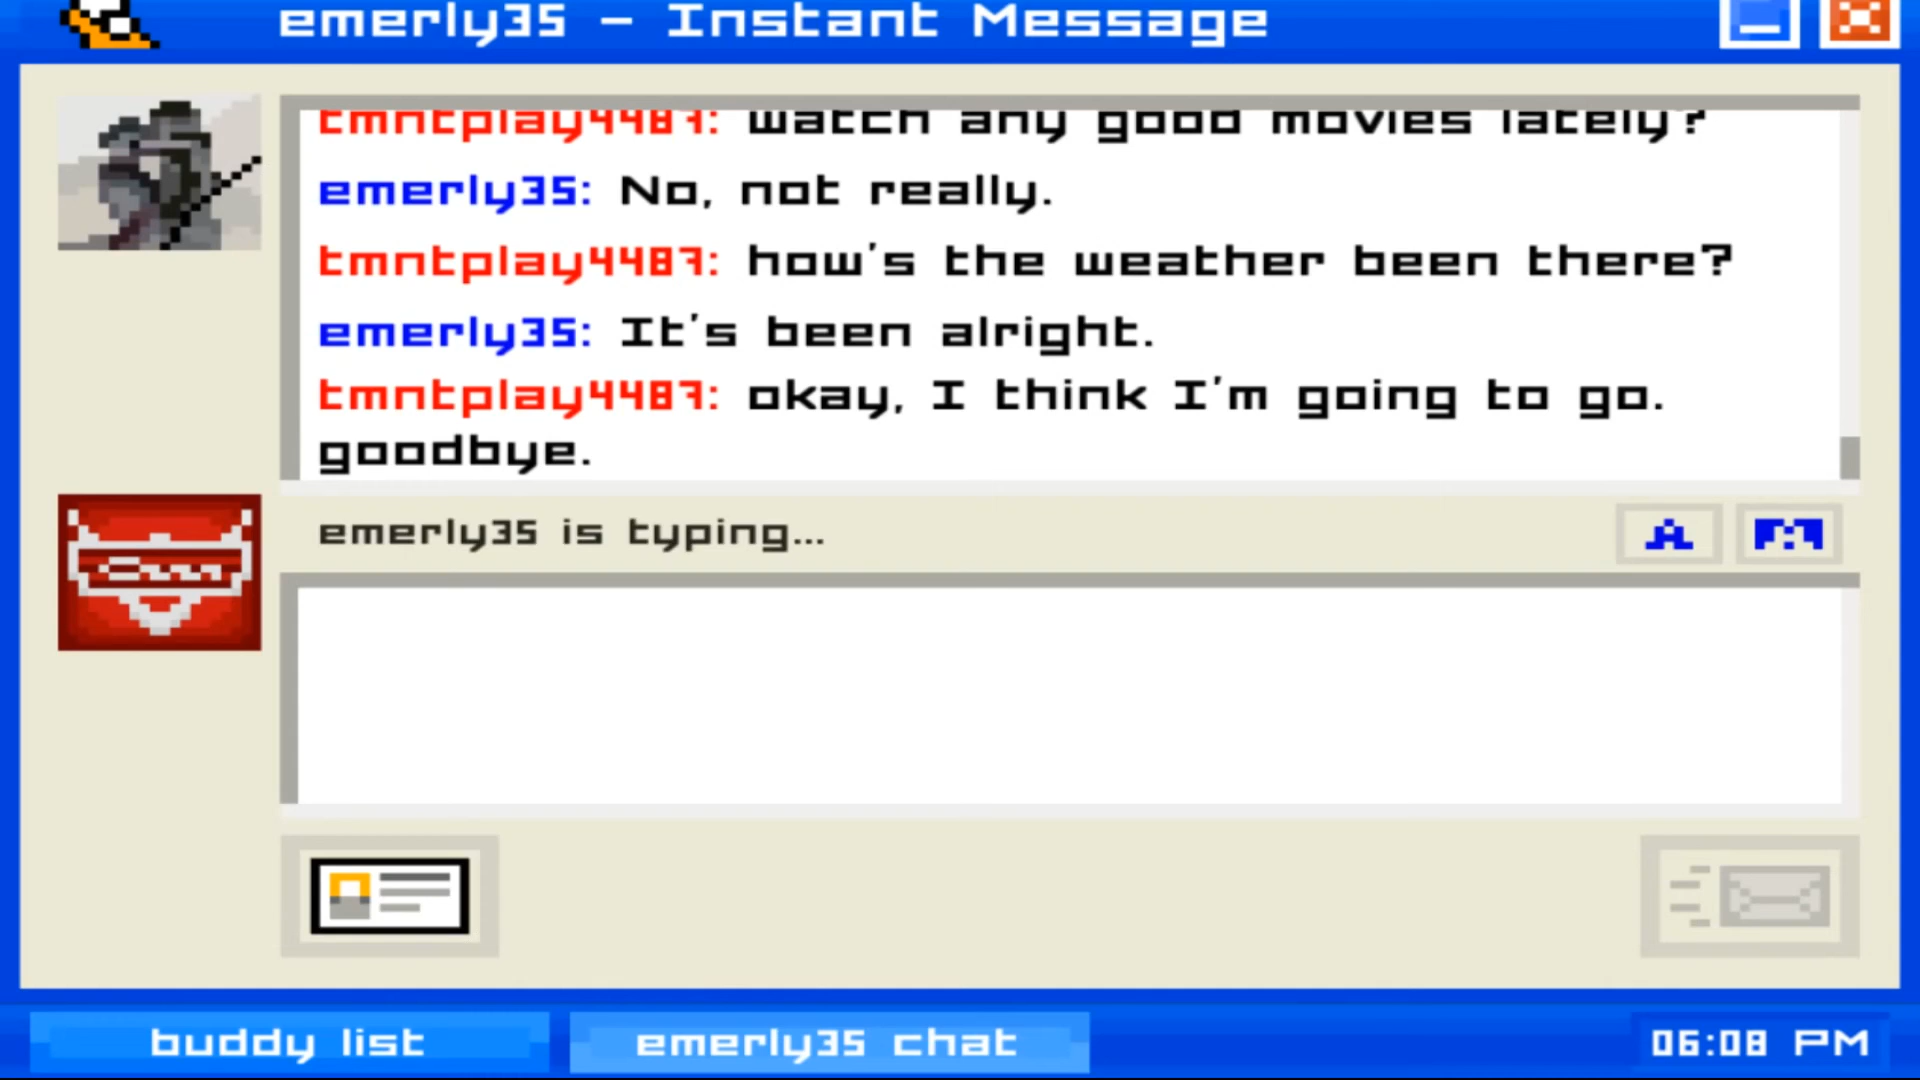 emerly35 - Instant Message
tmntplay4487: watch any good movies lately?
emerly35: No, not really.
tmntplay4487: how's the weather been there?
emerly35: It's been alright.
tmntplay4487: okay, I think I'm going to go.
goodbye.
emerly35 is typing...
A
buddy list
emerly35 chat
06:08 PM